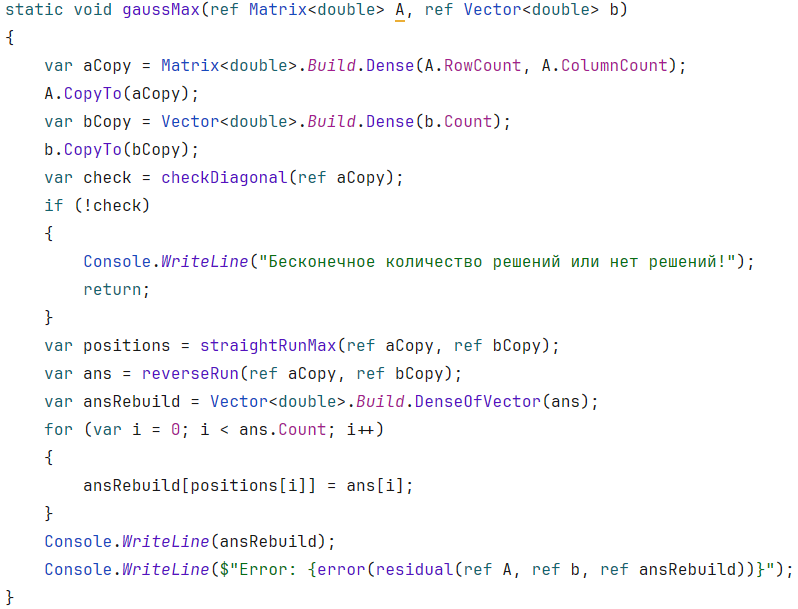 static void gaussMax(ref Matrix<double> A, ref Vector<double> b)
{
    var aCopy = Matrix<double>.Build.Dense(A.RowCount, A.ColumnCount);
    A.CopyTo(aCopy);
    var bCopy = Vector<double>.Build.Dense(b.Count);
    b.CopyTo(bCopy);
    var check = checkDiagonal(ref aCopy);
    if (!check)
    {
        Console.WriteLine("Бесконечное количество решений или нет решений!");
        return;
    }
    var positions = straightRunMax(ref aCopy, ref bCopy);
    var ans = reverseRun(ref aCopy, ref bCopy);
    var ansRebuild = Vector<double>.Build.DenseOfVector(ans);
    for (var i = 0; i < ans.Count; i++)
    {
        ansRebuild[positions[i]] = ans[i];
    }
    Console.WriteLine(ansRebuild);
    Console.WriteLine($"Error: {error(residual(ref A, ref b, ref ansRebuild))}");
}